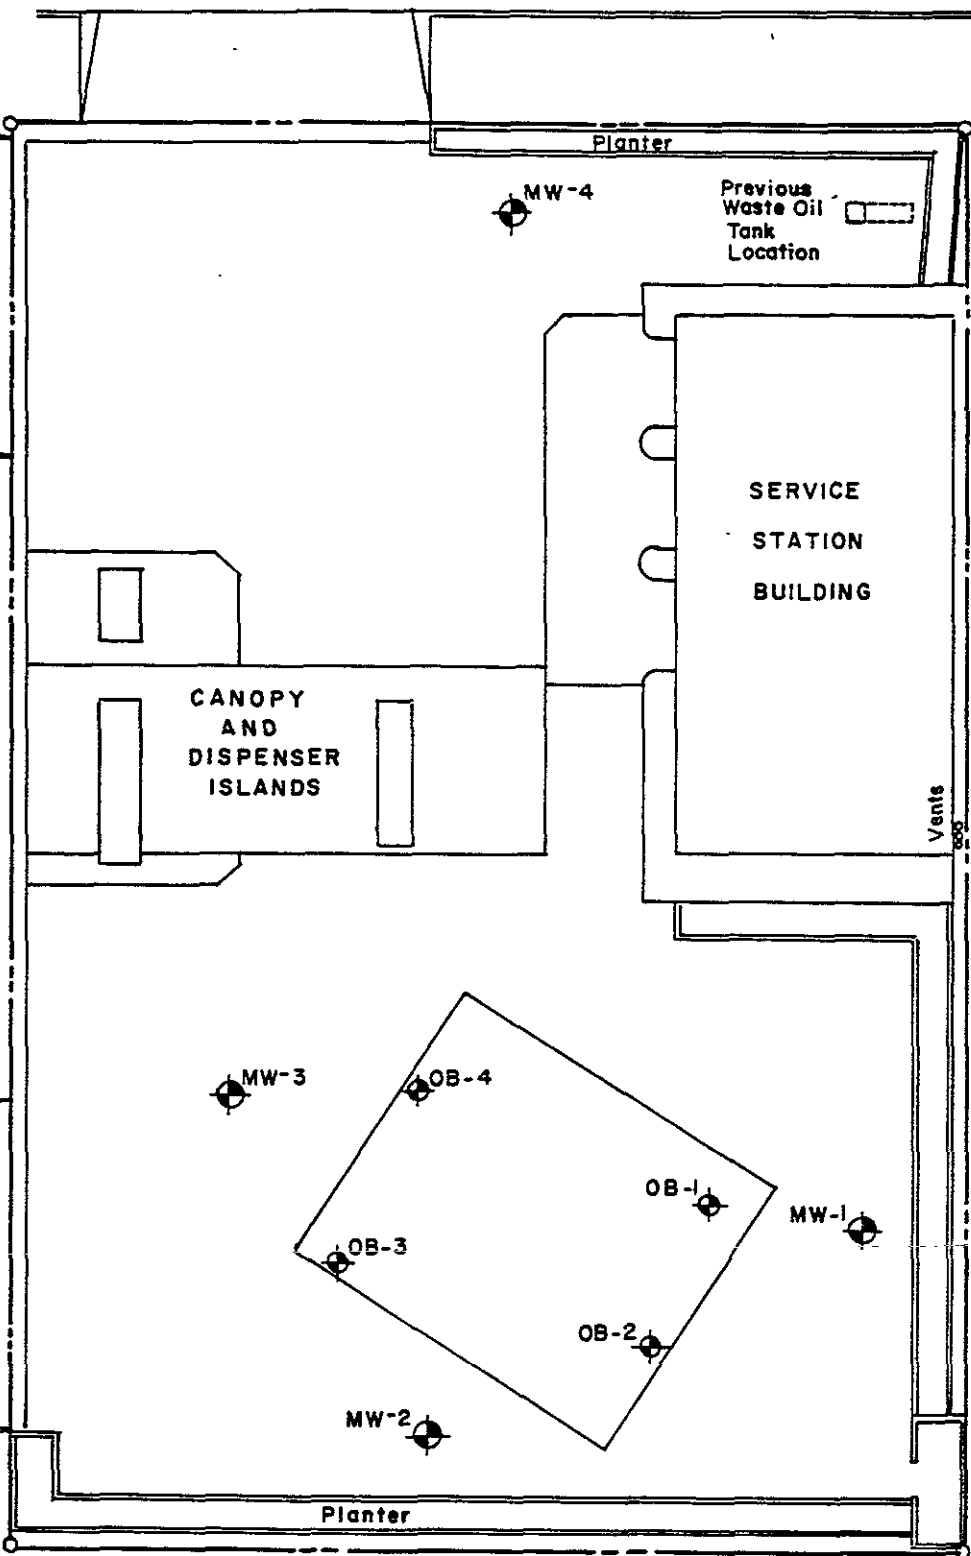 Planter
MW-4
Previous
Waste Oil
Tank
Location
SERVICE
STATION
BUILDING
CANOPY
AND
DISPENSER
ISLANDS
Vents
MW-3
OB-4
OB-1
MW-1
OB-3
OB-2
MW-2
Planter